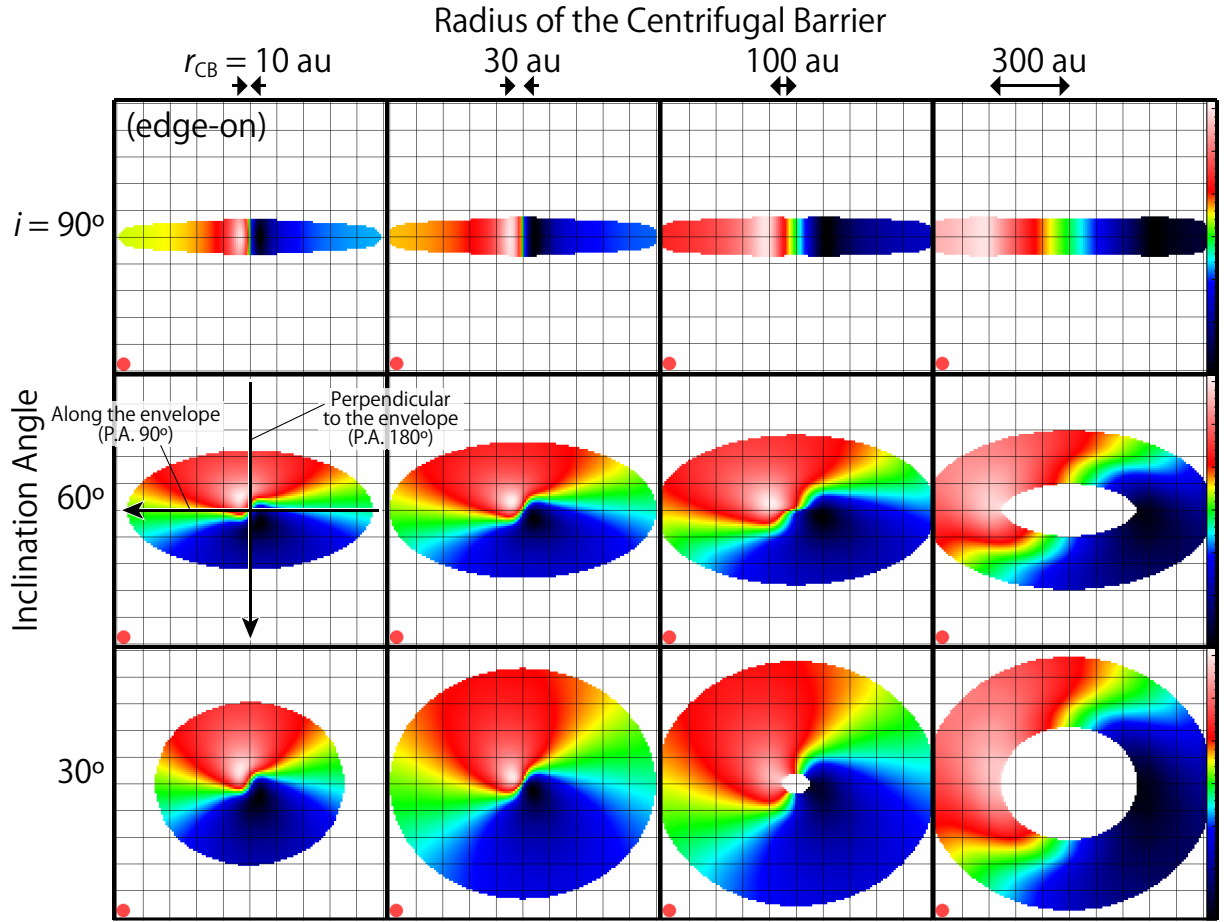 Radius of the Centrifugal Barrier
rCB = 10 au
30 au
100 au
300 au
(edge-on)
i = 90º
Inclination Angle
Along the envelope
(P.A. 90º)
Perpendicular
to the envelope
(P.A. 180º)
60º
30º